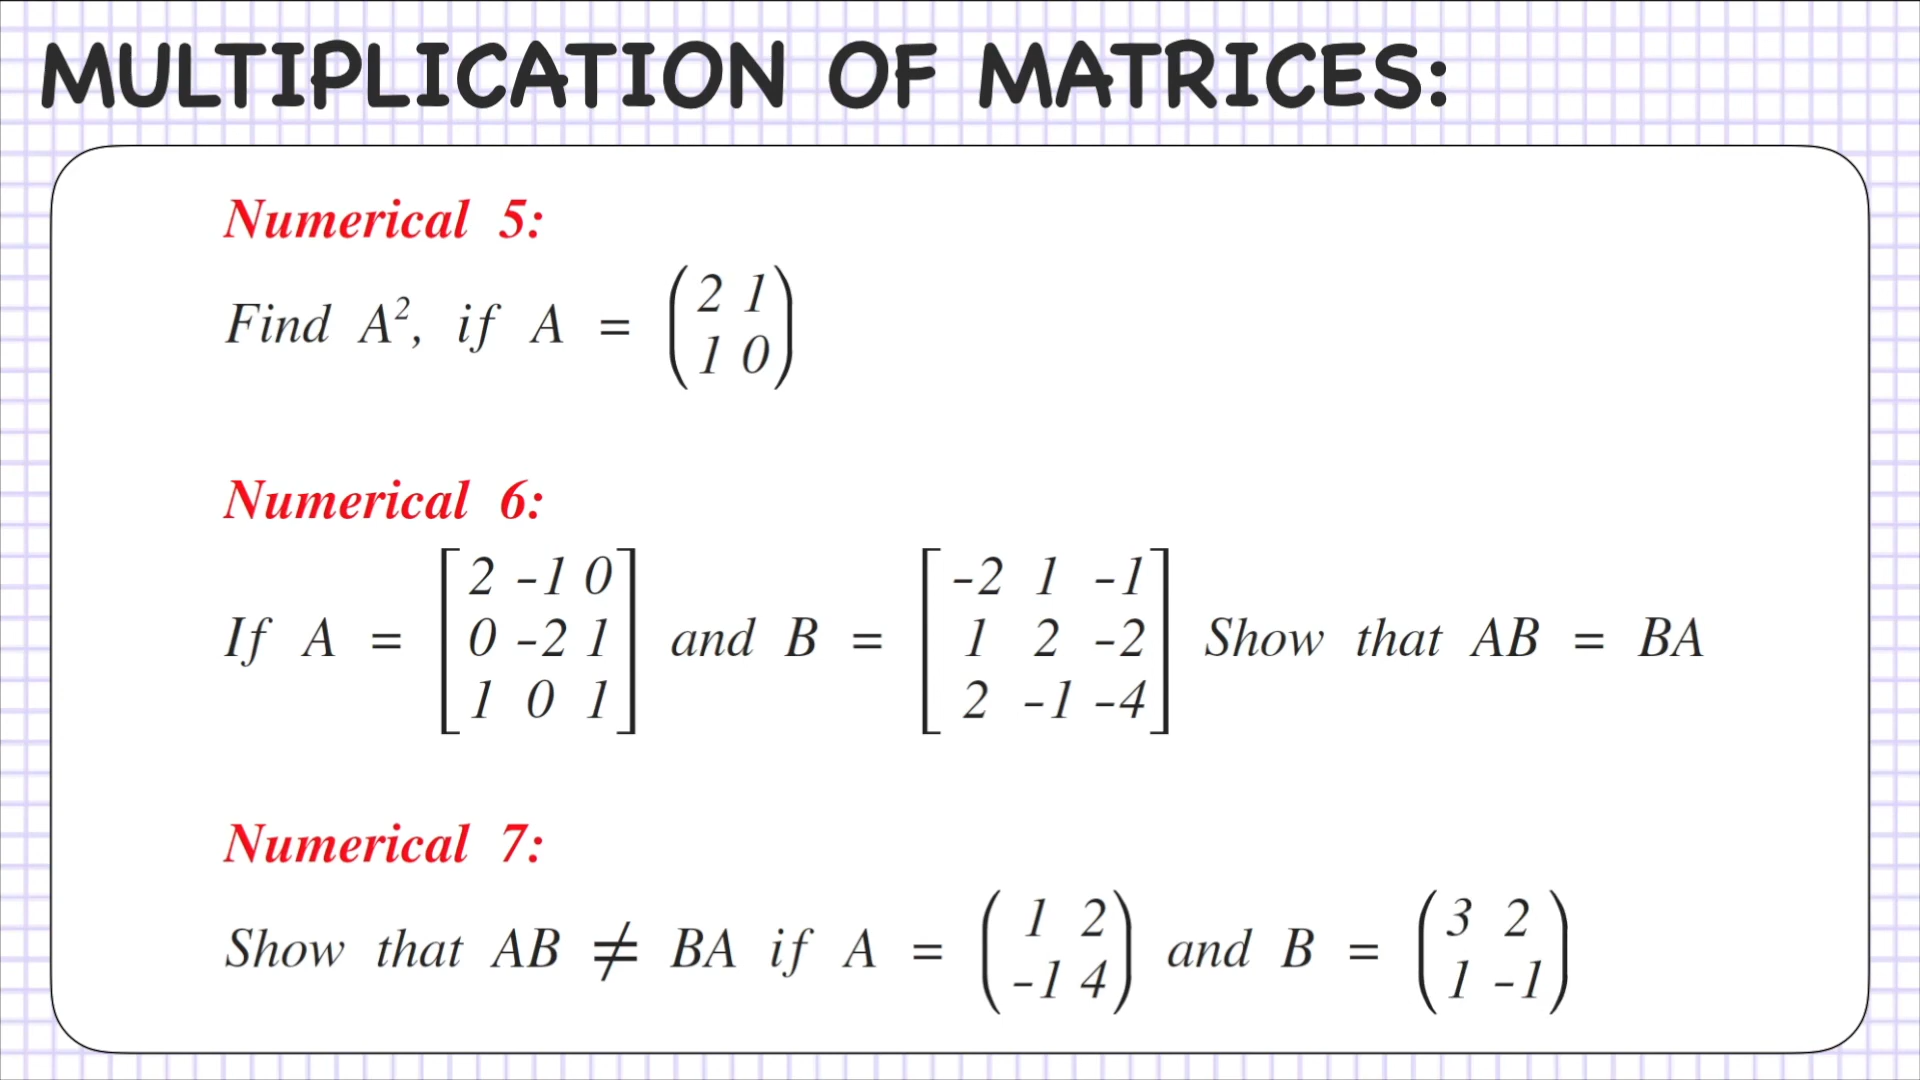 MULTIPLICATION OF MATRICES:
Numerical 5:
Find A², if A = (2 1
1 0)
Numerical 6:
If A = [2 -1 0
0 -2 1
1 0 1] and B = [-2 1 -1
1 2 -2
2 -1 -4] Show that AB = BA
Numerical 7:
Show that AB ≠ BA if A = (1 2
-1 4) and B = (3 2
1 -1)